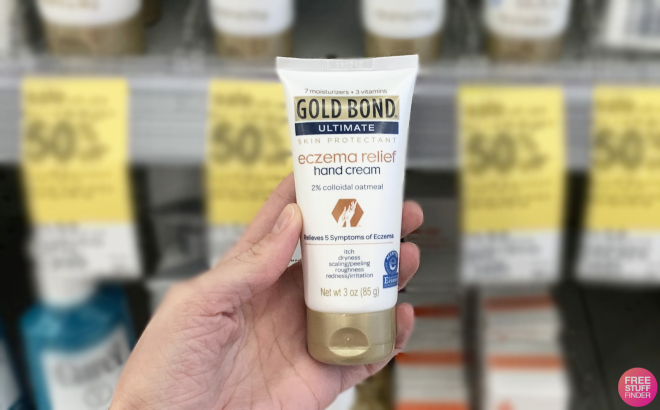 7 moisturizers + 3 vitamins
GOLD BOND
ULTIMATE
SKIN PROTECTANT
eczema relief
hand cream
2% colloidal oatmeal
Relieves 5 Symptoms of Eczema
itch
dryness
scaling/peeling
roughness
redness/irritation
Net wt 3 oz (85 g)
50%
50%
50%
50%
FREE
STUFF
FINDER